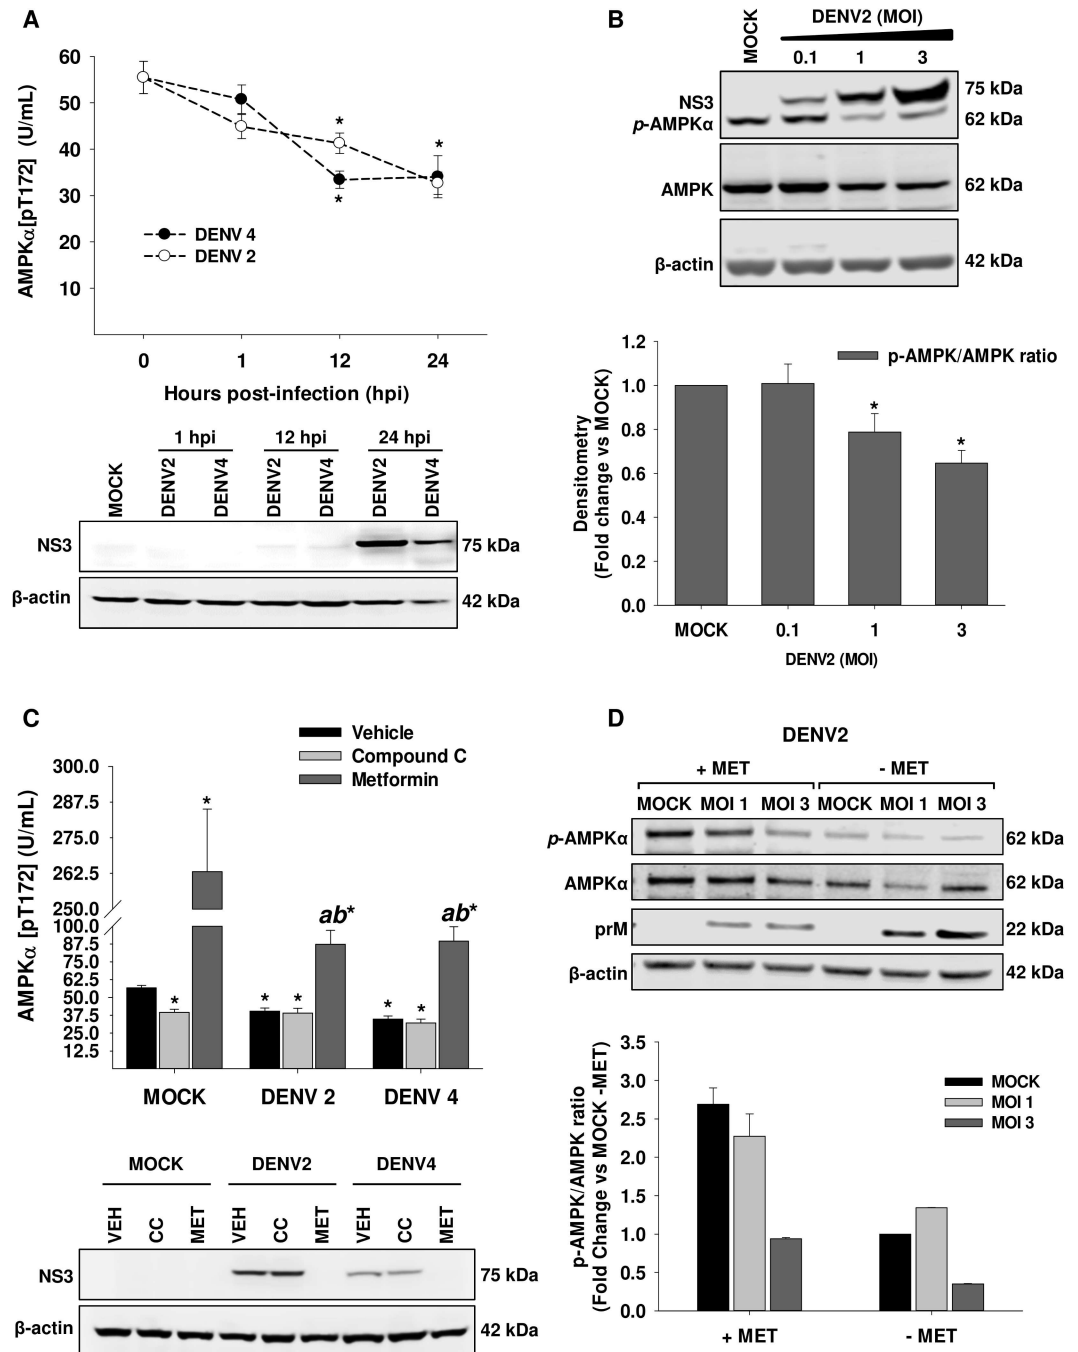 A
60
50
40
30
20
10
AMPKα[pT172] (U/mL)
*
*
*
DENV 4
DENV 2
0 1 12 24
Hours post-infection (hpi)
1 hpi 12 hpi 24 hpi
MOCK DENV2 DENV4 DENV2 DENV4 DENV2 DENV4
NS3 75 kDa
β-actin 42 kDa
B
MOCK
DENV2 (MOI)
0.1 1 3
NS3 75 kDa
p-AMPKα 62 kDa
AMPK 62 kDa
β-actin 42 kDa
1.2
1.0
0.8
0.6
0.4
0.2
0.0
Densitometry
(Fold change vs MOCK)
p-AMPK/AMPK ratio
*
*
MOCK 0.1 1 3
DENV2 (MOI)
C
Vehicle
Compound C
Metformin
300.0
287.5
275.0
262.5
250.0
100.0
87.5
75.0
62.5
50.0
37.5
25.0
12.5
AMPKα [pT172] (U/mL)
* *
* * ab*
* * ab*
MOCK DENV 2 DENV 4
MOCK DENV2 DENV4
VEH CC MET VEH CC MET VEH CC MET
NS3 75 kDa
β-actin 42 kDa
D
DENV2
+ MET - MET
MOCK MOI 1 MOI 3 MOCK MOI 1 MOI 3
p-AMPKα 62 kDa
AMPKα 62 kDa
prM 22 kDa
β-actin 42 kDa
3.5
3.0
2.5
2.0
1.5
1.0
0.5
0.0
p-AMPK/AMPK ratio
(Fold Change vs MOCK -MET)
MOCK
MOI 1
MOI 3
+ MET - MET